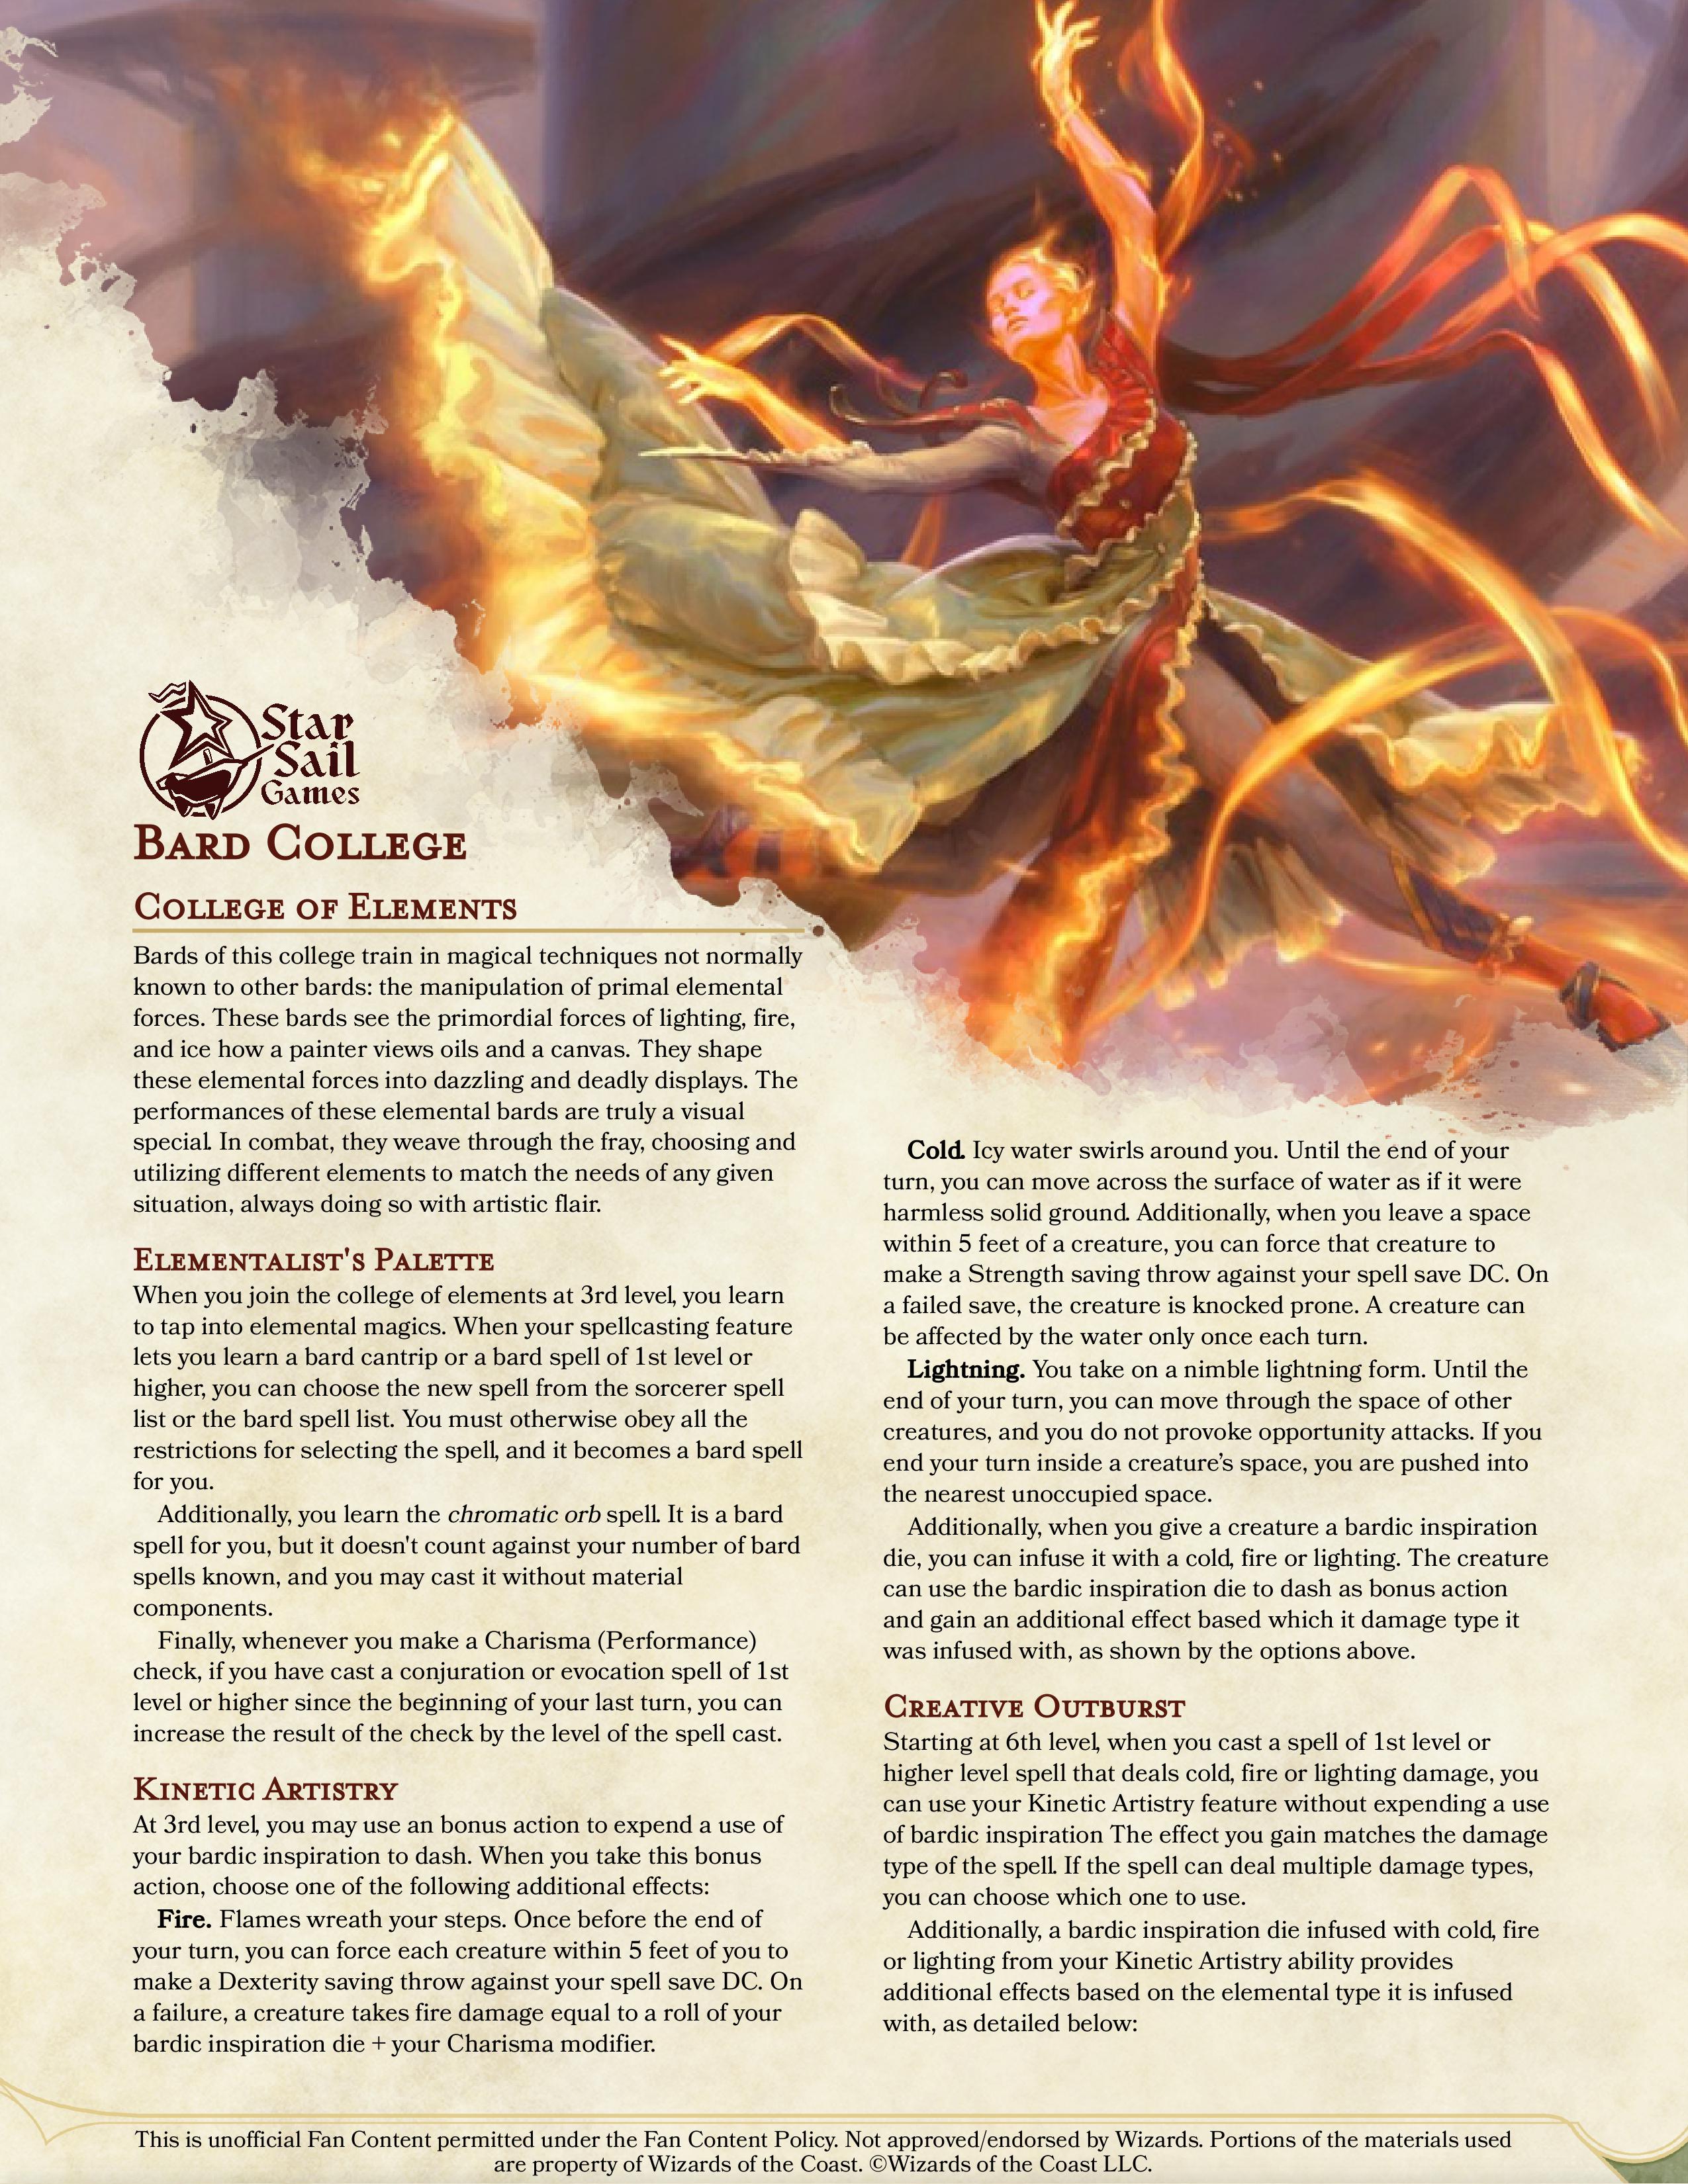 Star
Sail
Games
Bard College
College of Elements
Bards of this college train in magical techniques not normally
known to other bards: the manipulation of primal elemental
forces. These bards see the primordial forces of lighting, fire,
and ice how a painter views oils and a canvas. They shape
these elemental forces into dazzling and deadly displays. The
performances of these elemental bards are truly a visual
special. In combat, they weave through the fray, choosing and
utilizing different elements to match the needs of any given
situation, always doing so with artistic flair.
Elementalist's Palette
When you join the college of elements at 3rd level, you learn
to tap into elemental magics. When your spellcasting feature
lets you learn a bard cantrip or a bard spell of 1st level or
higher, you can choose the new spell from the sorcerer spell
list or the bard spell list. You must otherwise obey all the
restrictions for selecting the spell, and it becomes a bard spell
for you.
Additionally, you learn the chromatic orb spell. It is a bard
spell for you, but it doesn't count against your number of bard
spells known, and you may cast it without material
components.
Finally, whenever you make a Charisma (Performance)
check, if you have cast a conjuration or evocation spell of 1st
level or higher since the beginning of your last turn, you can
increase the result of the check by the level of the spell cast.
Kinetic Artistry
At 3rd level, you may use an bonus action to expend a use of
your bardic inspiration to dash. When you take this bonus
action, choose one of the following additional effects:
Fire. Flames wreath your steps. Once before the end of
your turn, you can force each creature within 5 feet of you to
make a Dexterity saving throw against your spell save DC. On
a failure, a creature takes fire damage equal to a roll of your
bardic inspiration die + your Charisma modifier.
Cold. Icy water swirls around you. Until the end of your
turn, you can move across the surface of water as if it were
harmless solid ground. Additionally, when you leave a space
within 5 feet of a creature, you can force that creature to
make a Strength saving throw against your spell save DC. On
a failed save, the creature is knocked prone. A creature can
be affected by the water only once each turn.
Lightning. You take on a nimble lightning form. Until the
end of your turn, you can move through the space of other
creatures, and you do not provoke opportunity attacks. If you
end your turn inside a creature's space, you are pushed into
the nearest unoccupied space.
Additionally, when you give a creature a bardic inspiration
die, you can infuse it with a cold, fire or lighting. The creature
can use the bardic inspiration die to dash as bonus action
and gain an additional effect based which it damage type it
was infused with, as shown by the options above.
Creative Outburst
Starting at 6th level, when you cast a spell of 1st level or
higher level spell that deals cold, fire or lighting damage, you
can use your Kinetic Artistry feature without expending a use
of bardic inspiration The effect you gain matches the damage
type of the spell. If the spell can deal multiple damage types,
you can choose which one to use.
Additionally, a bardic inspiration die infused with cold, fire
or lighting from your Kinetic Artistry ability provides
additional effects based on the elemental type it is infused
with, as detailed below:
This is unofficial Fan Content permitted under the Fan Content Policy. Not approved/endorsed by Wizards. Portions of the materials used
are property of Wizards of the Coast. ©Wizards of the Coast LLC.